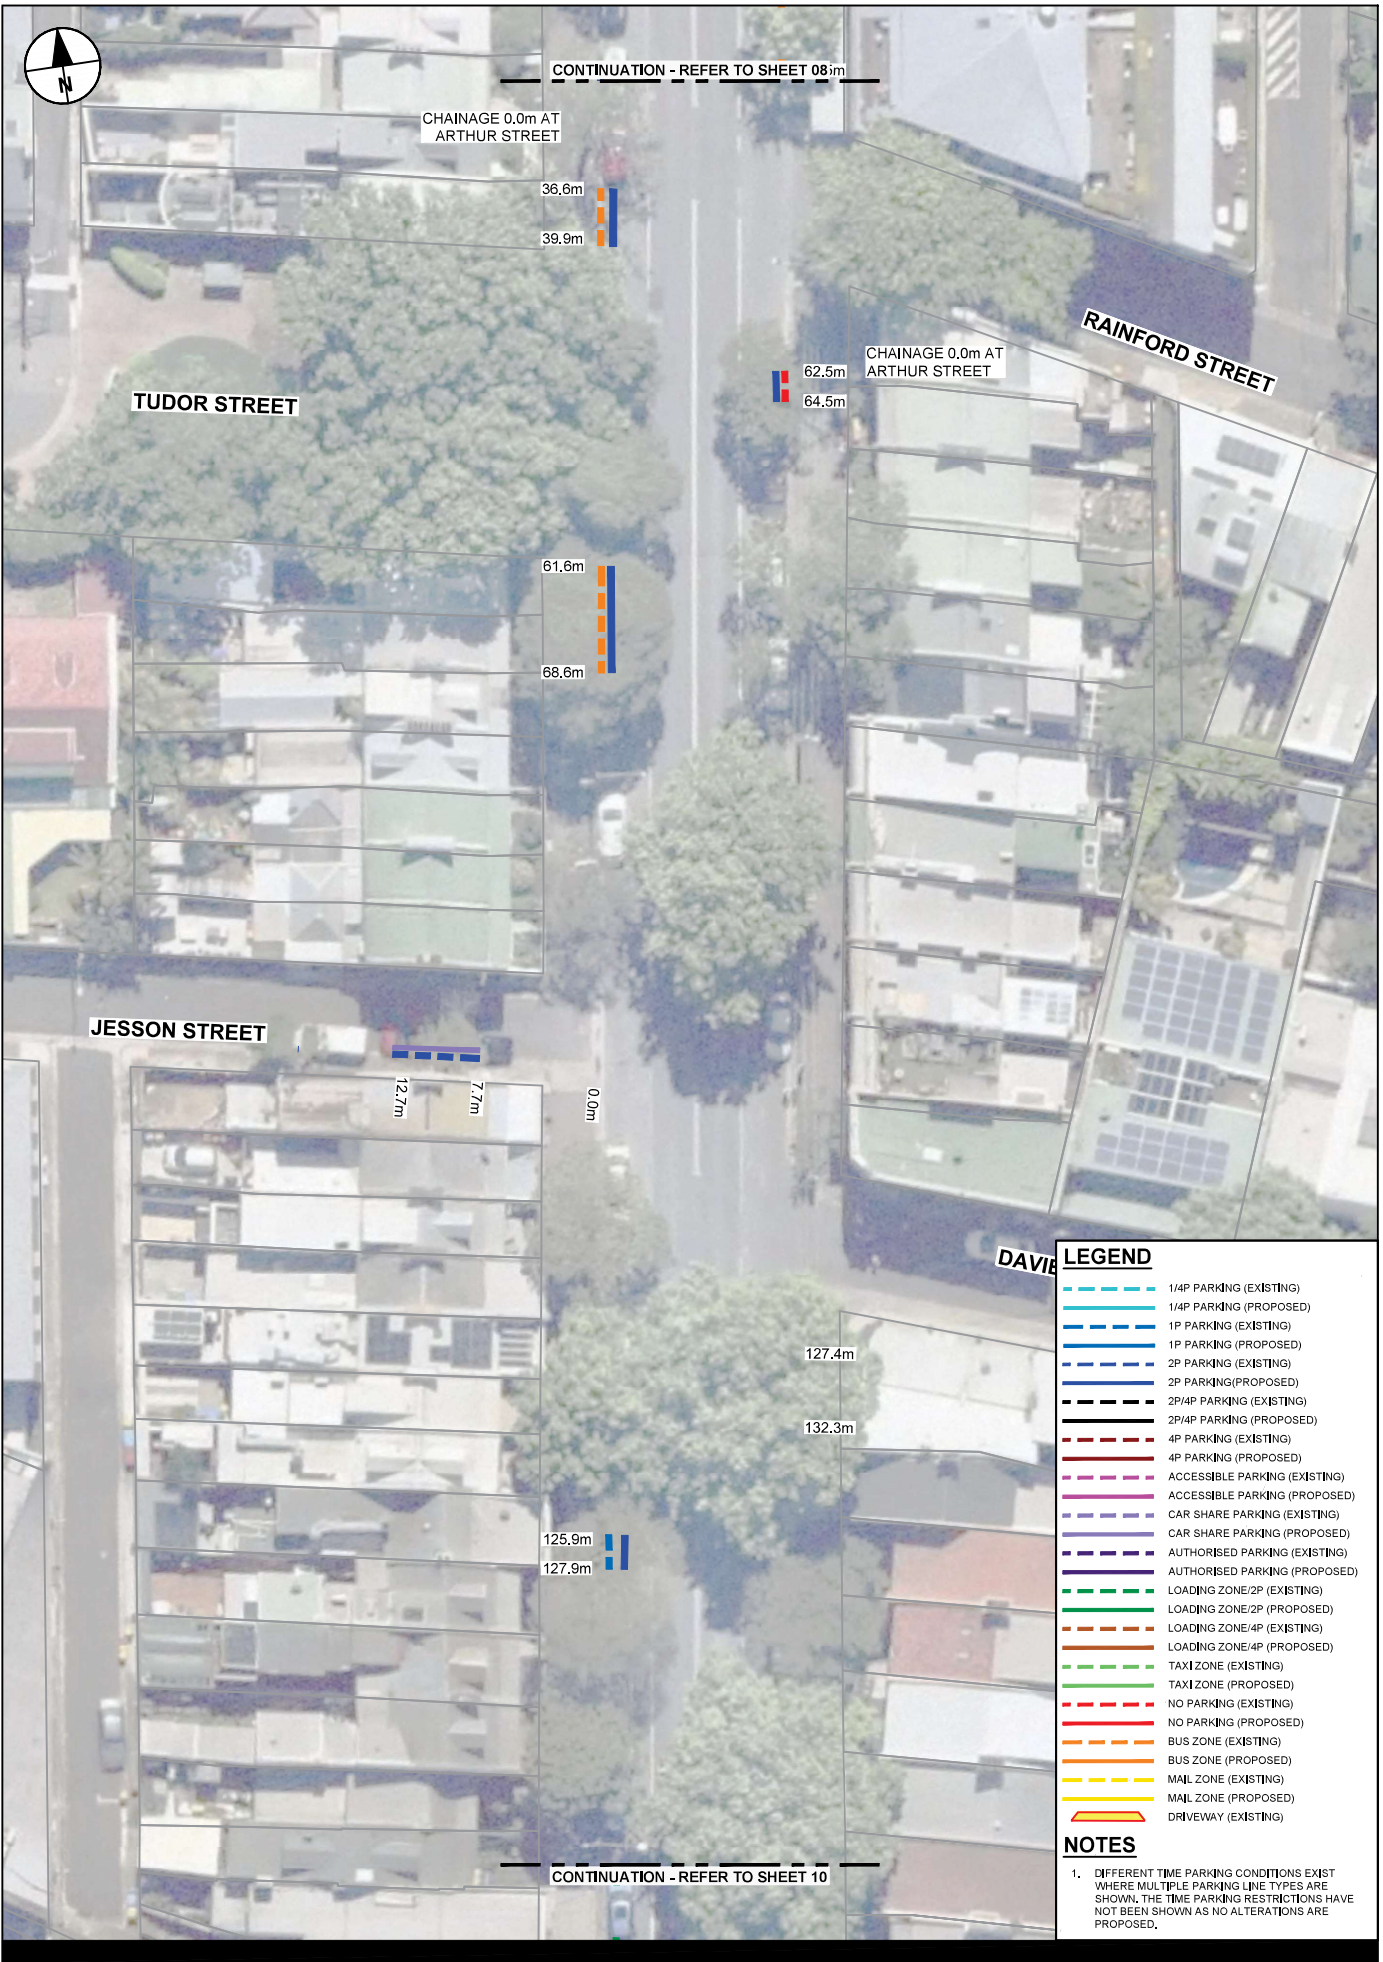 CONTINUATION - REFER TO SHEET 08
N
CHAINAGE 0.0m AT
ARTHUR STREET
36.6m
39.9m
RAINFORD STREET
CHAINAGE 0.0m AT
ARTHUR STREET
62.5m
64.5m
TUDOR STREET
61.6m
68.6m
JESSON STREET
12.7m
7.7m
0.0m
DAVIE
127.4m
132.3m
125.9m
127.9m
CONTINUATION - REFER TO SHEET 10
LEGEND
1/4P PARKING (EXISTING)
1/4P PARKING (PROPOSED)
1P PARKING (EXISTING)
1P PARKING (PROPOSED)
2P PARKING (EXISTING)
2P PARKING(PROPOSED)
2P/4P PARKING (EXISTING)
2P/4P PARKING (PROPOSED)
4P PARKING (EXISTING)
4P PARKING (PROPOSED)
ACCESSIBLE PARKING (EXISTING)
ACCESSIBLE PARKING (PROPOSED)
CAR SHARE PARKING (EXISTING)
CAR SHARE PARKING (PROPOSED)
AUTHORISED PARKING (EXISTING)
AUTHORISED PARKING (PROPOSED)
LOADING ZONE/2P (EXISTING)
LOADING ZONE/2P (PROPOSED)
LOADING ZONE/4P (EXISTING)
LOADING ZONE/4P (PROPOSED)
TAXI ZONE (EXISTING)
TAXI ZONE (PROPOSED)
NO PARKING (EXISTING)
NO PARKING (PROPOSED)
BUS ZONE (EXISTING)
BUS ZONE (PROPOSED)
MAIL ZONE (EXISTING)
MAIL ZONE (PROPOSED)
DRIVEWAY (EXISTING)
NOTES
1. DIFFERENT TIME PARKING CONDITIONS EXIST
WHERE MULTIPLE PARKING LINE TYPES ARE
SHOWN. THE TIME PARKING RESTRICTIONS HAVE
NOT BEEN SHOWN AS NO ALTERATIONS ARE
PROPOSED.